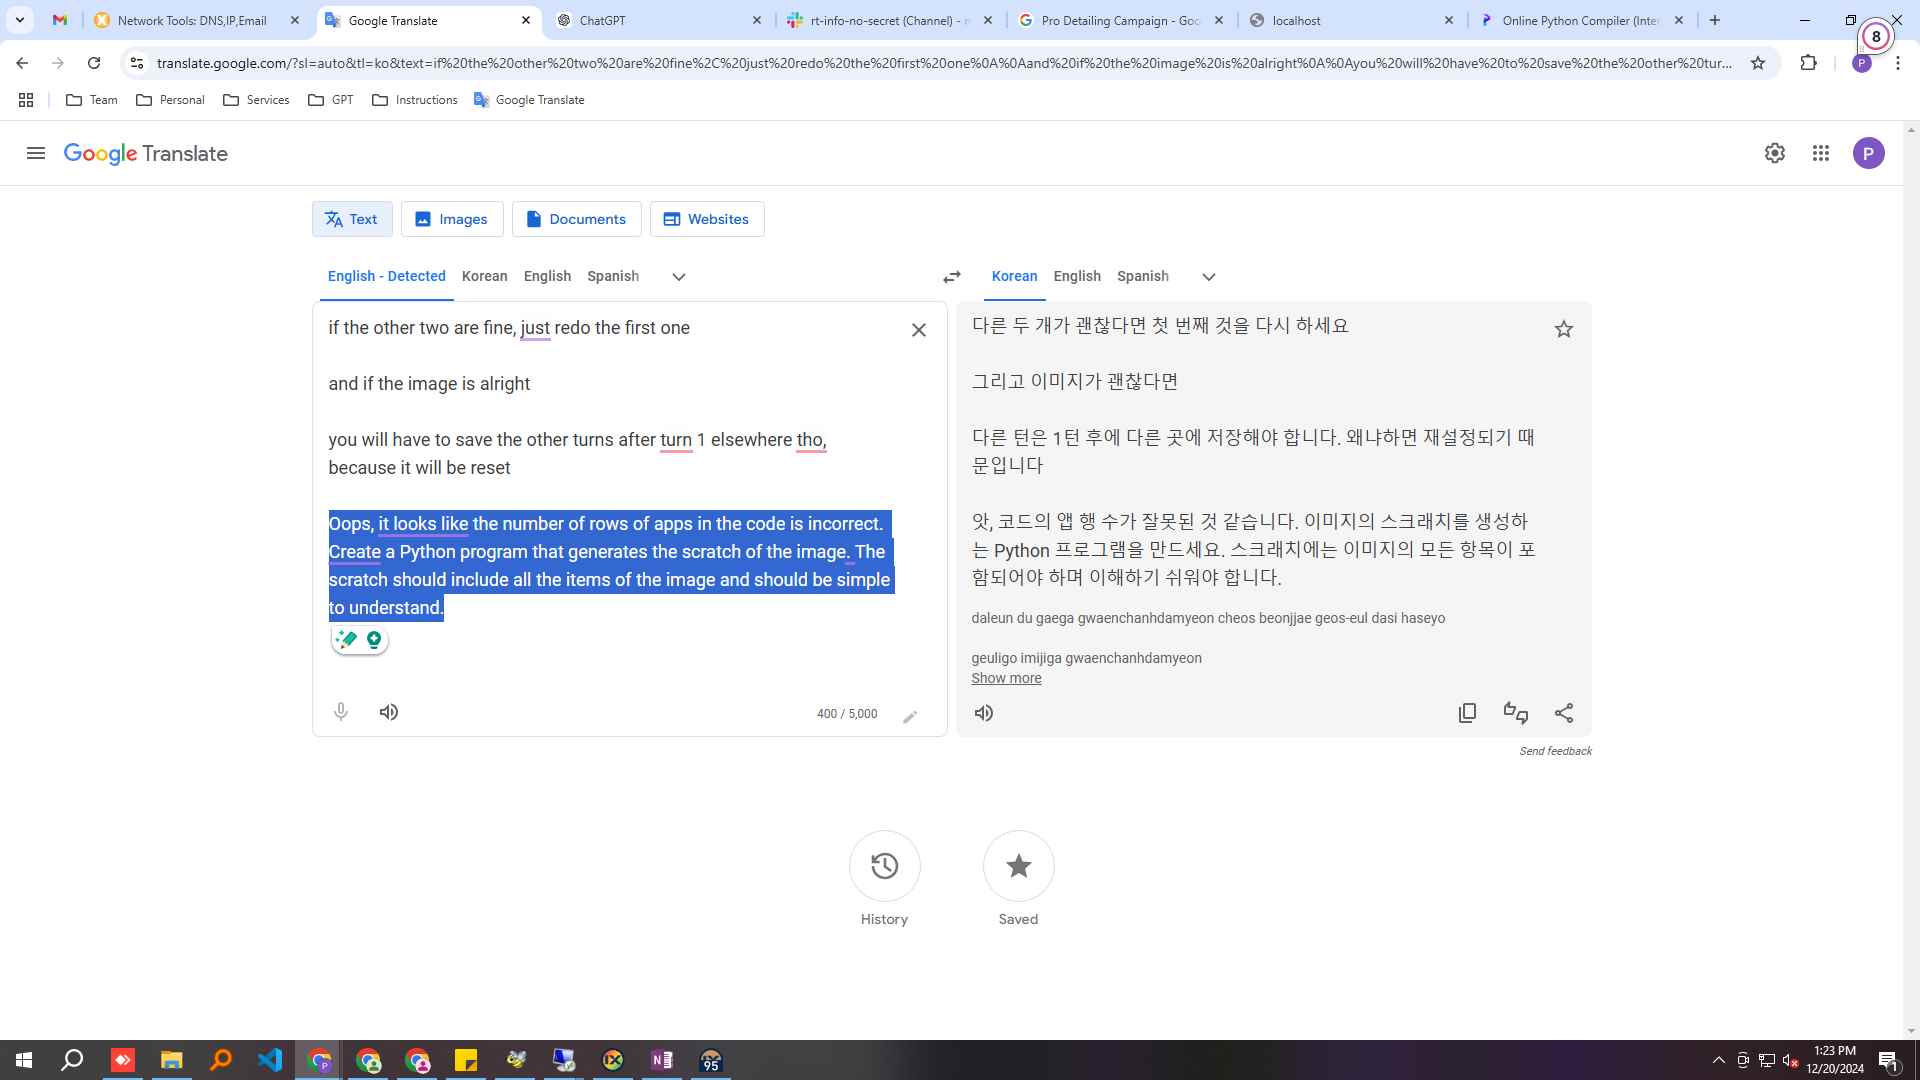 Network Tools: DNS,IP,Email
Google Translate
ChatGPT
rt-info-no-secret (Channel) -
Pro Detailing Campaign - Goo
localhost
Online Python Compiler (Inter
8
translate.google.com/?sl=auto&tl=ko&text=if%20the%20other%20two%20are%20fine%2C%20just%20redo%20the%20first%20one%0A%0Aand%20if%20the%20image%20is%20alright%0A%0Ayou%20will%20have%20to%20save%20the%20other%20tur...
P
Team
Personal
Services
GPT
Instructions
Google Translate
Google Translate
P
Text
Images
Documents
Websites
English - Detected
Korean
English
Spanish
Korean
English
Spanish
if the other two are fine, just redo the first one
and if the image is alright
you will have to save the other turns after turn 1 elsewhere tho,
because it will be reset
Oops, it looks like the number of rows of apps in the code is incorrect.
Create a Python program that generates the scratch of the image. The
scratch should include all the items of the image and should be simple
to understand.
400 / 5,000
다른 두 개가 괜찮다면 첫 번째 것을 다시 하세요
그리고 이미지가 괜찮다면
다른 턴은 1턴 후에 다른 곳에 저장해야 합니다. 왜냐하면 재설정되기 때
문입니다
앗, 코드의 앱 행 수가 잘못된 것 같습니다. 이미지의 스크래치를 생성하
는 Python 프로그램을 만드세요. 스크래치에는 이미지의 모든 항목이 포
함되어야 하며 이해하기 쉬워야 합니다.
daleun du gaega gwaenchanhdamyeon cheos beonjjae geos-eul dasi haseyo
geuligo imijiga gwaenchanhdamyeon
Show more
Send feedback
History
Saved
95
1:23 PM
12/20/2024
1